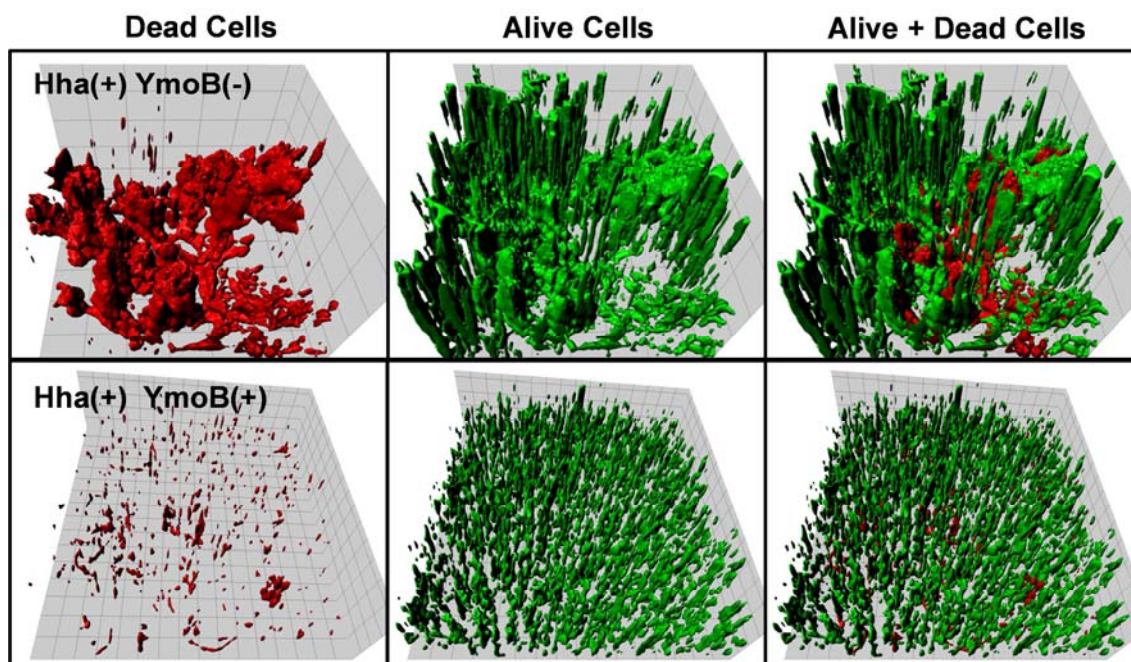 Dead Cells
Alive Cells
Alive + Dead Cells
Hha(+) YmoB(-)
Hha(+) YmoB(+)